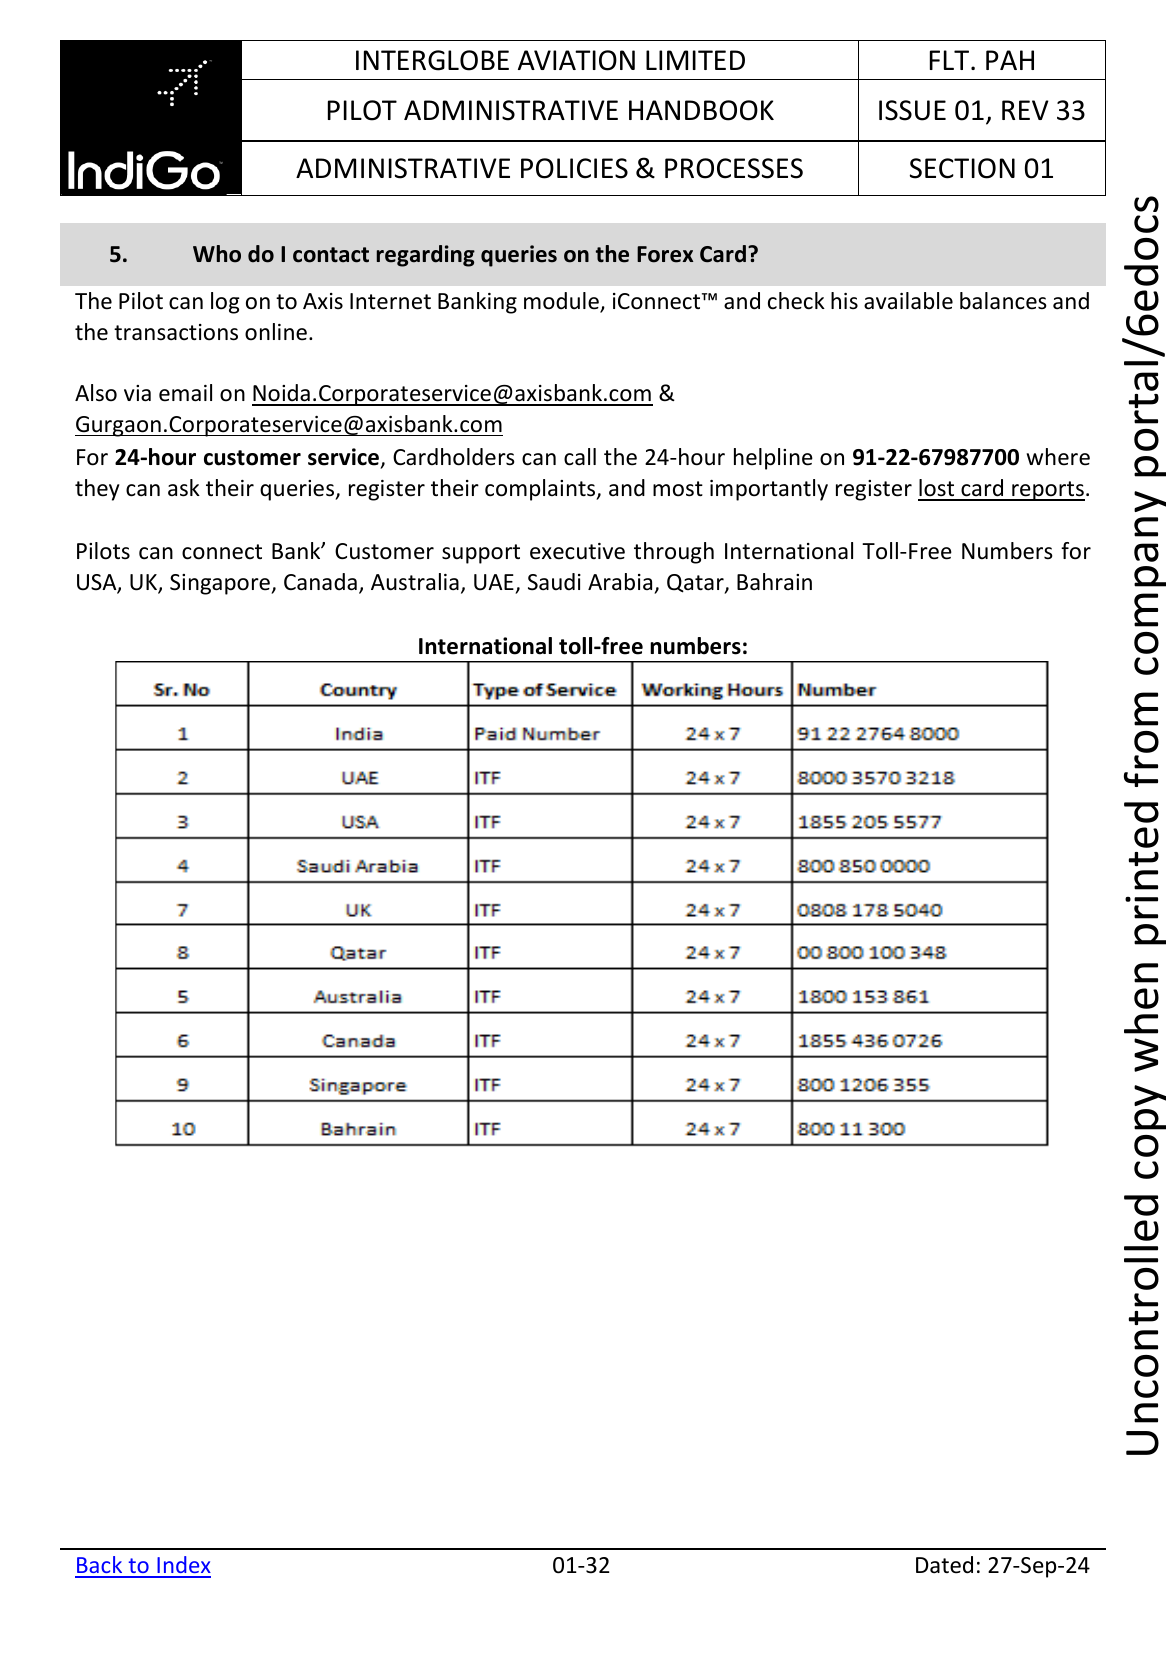 INTERGLOBE AVIATION LIMITED
FLT. PAH
PILOT ADMINISTRATIVE HANDBOOK
ISSUE 01, REV 33
IndiGo
ADMINISTRATIVE POLICIES & PROCESSES
SECTION 01
5. Who do I contact regarding queries on the Forex Card?
The Pilot can log on to Axis Internet Banking module, iConnect™ and check his available balances and
the transactions online.
Also via email on Noida.Corporateservice@axisbank.com &
Gurgaon.Corporateservice@axisbank.com
For 24-hour customer service, Cardholders can call the 24-hour helpline on 91-22-67987700 where
they can ask their queries, register their complaints, and most importantly register lost card reports.
Pilots can connect Bank’ Customer support executive through International Toll-Free Numbers for
USA, UK, Singapore, Canada, Australia, UAE, Saudi Arabia, Qatar, Bahrain
International toll-free numbers:
Sr. No Country Type of Service Working Hours Number
1 India Paid Number 24 x 7 91 22 2764 8000
2 UAE ITF 24 x 7 8000 3570 3218
3 USA ITF 24 x 7 1855 205 5577
4 Saudi Arabia ITF 24 x 7 800 850 0000
7 UK ITF 24 x 7 0808 178 5040
8 Qatar ITF 24 x 7 00 800 100 348
5 Australia ITF 24 x 7 1800 153 861
6 Canada ITF 24 x 7 1855 436 0726
9 Singapore ITF 24 x 7 800 1206 355
10 Bahrain ITF 24 x 7 800 11 300
Back to Index 01-32 Dated: 27-Sep-24
Uncontrolled copy when printed from company portal/6edocs